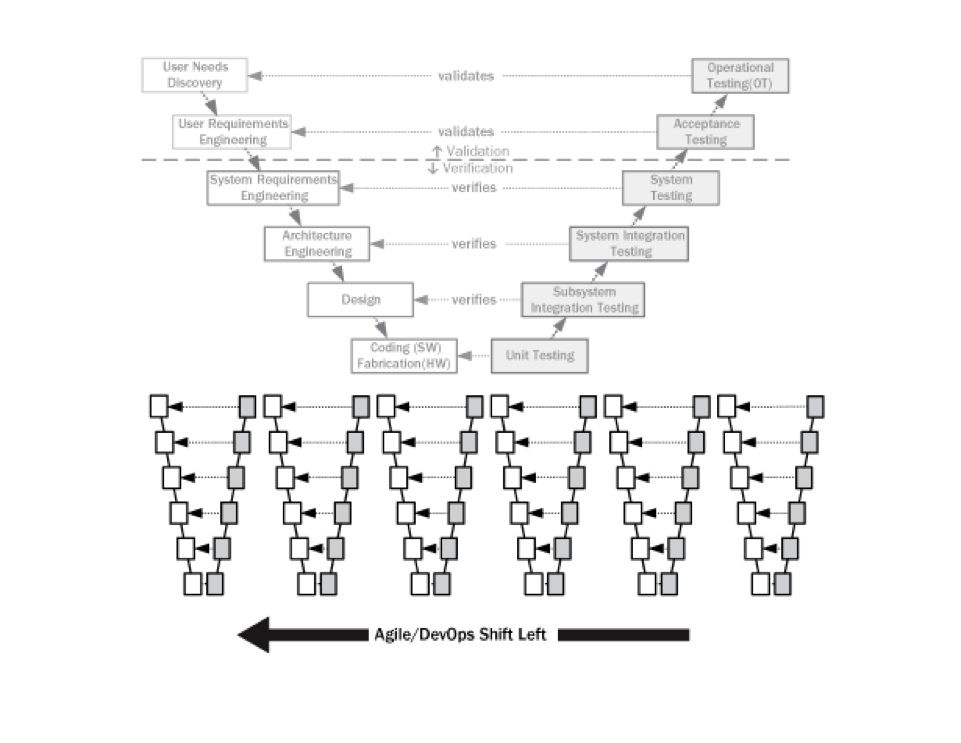 User Needs
Discovery
validates
Operational
Testing(OT)
User Requirements
Engineering
validates
Acceptance
Testing
↑ Validation
↓ Verification
System Requirements
Engineering
verifies
System
Testing
Architecture
Engineering
verifies
System Integration
Testing
Design
verifies
Subsystem
Integration Testing
Coding (SW)
Fabrication(HW)
Unit Testing
Agile/DevOps Shift Left